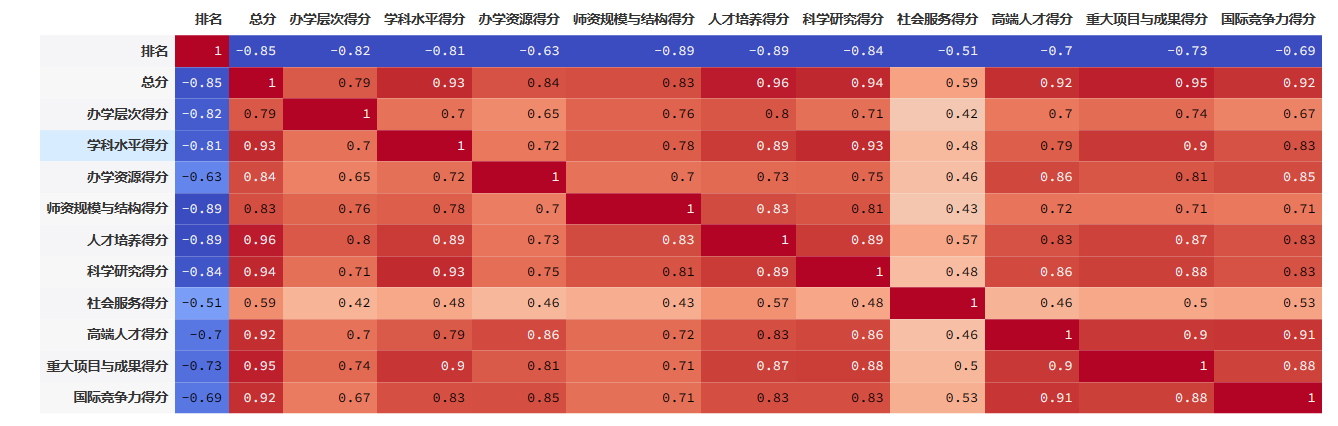 排名 总分 办学层次得分 学科水平得分 办学资源得分 师资规模与结构得分 人才培养得分 科学研究得分 社会服务得分 高端人才得分 重大项目与成果得分 国际竞争力得分
排名 1 −0.85 −0.82 −0.81 −0.63 −0.89 −0.89 −0.84 −0.51 −0.7 −0.73 −0.69
总分 −0.85 1 0.79 0.93 0.84 0.83 0.96 0.94 0.59 0.92 0.95 0.92
办学层次得分 −0.82 0.79 1 0.7 0.65 0.76 0.8 0.71 0.42 0.7 0.74 0.67
学科水平得分 −0.81 0.93 0.7 1 0.72 0.78 0.89 0.93 0.48 0.79 0.9 0.83
办学资源得分 −0.63 0.84 0.65 0.72 1 0.7 0.73 0.75 0.46 0.86 0.81 0.85
师资规模与结构得分 −0.89 0.83 0.76 0.78 0.7 1 0.83 0.81 0.43 0.72 0.71 0.71
人才培养得分 −0.89 0.96 0.8 0.89 0.73 0.83 1 0.89 0.57 0.83 0.87 0.83
科学研究得分 −0.84 0.94 0.71 0.93 0.75 0.81 0.89 1 0.48 0.86 0.88 0.83
社会服务得分 −0.51 0.59 0.42 0.48 0.46 0.43 0.57 0.48 1 0.46 0.5 0.53
高端人才得分 −0.7 0.92 0.7 0.79 0.86 0.72 0.83 0.86 0.46 1 0.9 0.91
重大项目与成果得分 −0.73 0.95 0.74 0.9 0.81 0.71 0.87 0.88 0.5 0.9 1 0.88
国际竞争力得分 −0.69 0.92 0.67 0.83 0.85 0.71 0.83 0.83 0.53 0.91 0.88 1